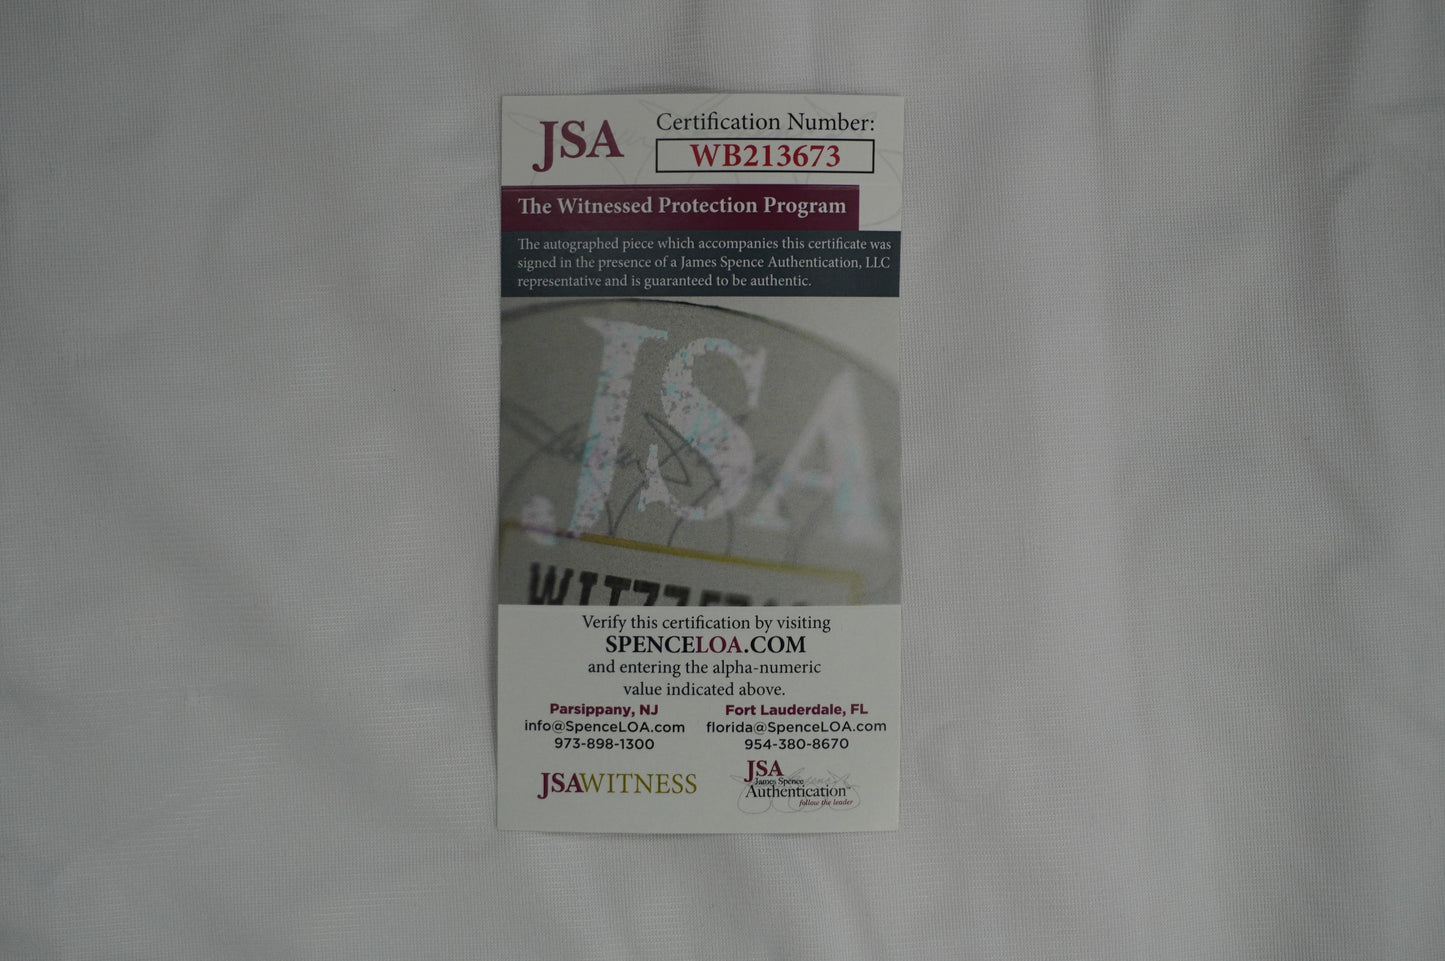 JSA
Certification Number:
WB213673
The Witnessed Protection Program
The autographed piece which accompanies this certificate was
signed in the presence of a James Spence Authentication, LLC
representative and is guaranteed to be authentic.
JSA
Verify this certification by visiting
SPENCELOA.COM
and entering the alpha-numeric
value indicated above.
Parsippany, NJ
info@SpenceLOA.com
973-898-1300
Fort Lauderdale, FL
florida@SpenceLOA.com
954-380-8670
JSAWITNESS
JSA
James Spence
Authentication
follow the leader